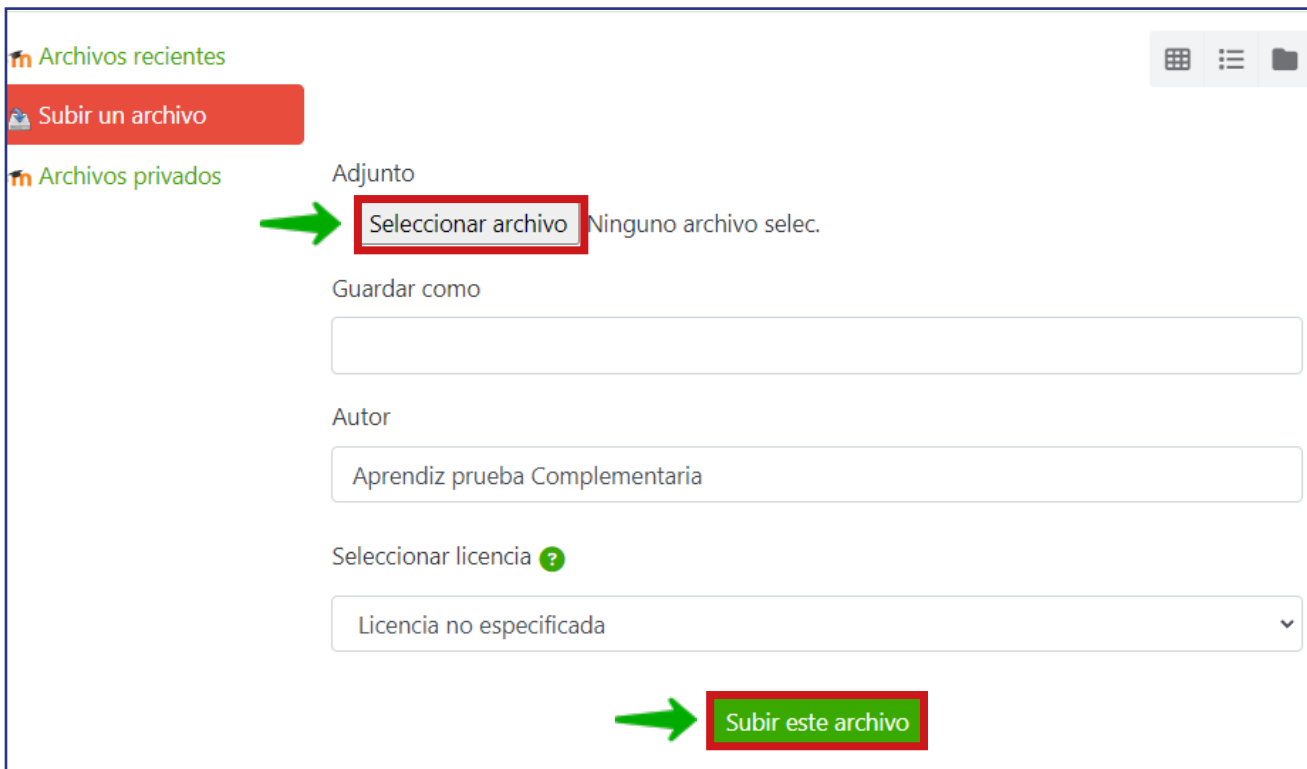 Archivos recientes
Subir un archivo
Archivos privados
Adjunto
Seleccionar archivo Ninguno archivo selec.
Guardar como
Autor
Aprendiz prueba Complementaria
Seleccionar licencia ?
Licencia no especificada
Subir este archivo